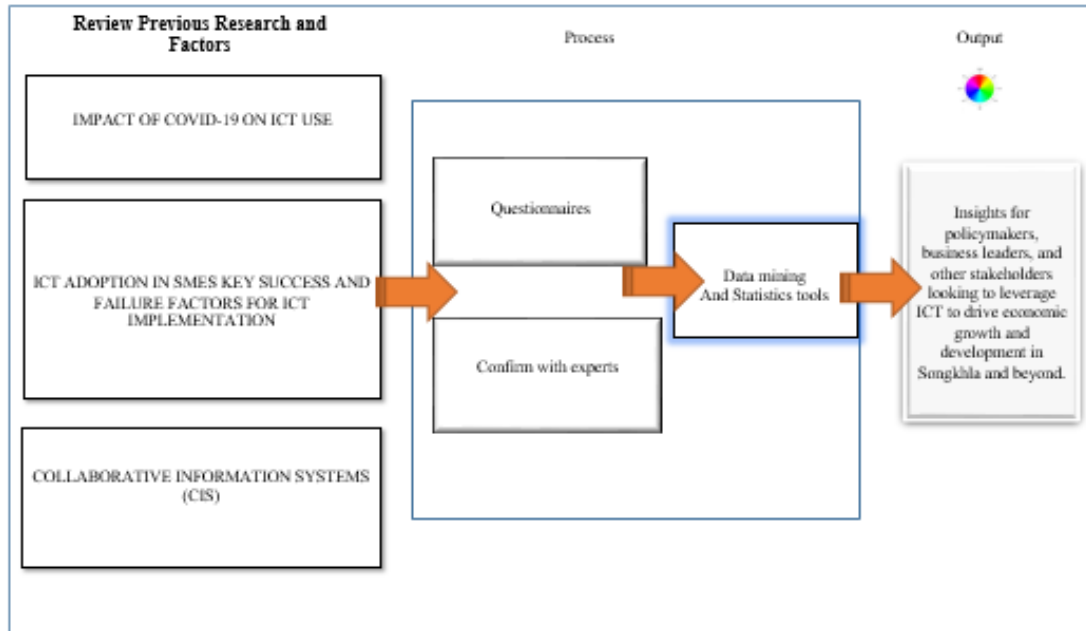 Review Previous Research and
Factors
IMPACT OF COVID-19 ON ICT USE
ICT ADOPTION IN SMES KEY SUCCESS AND
FAILURE FACTORS FOR ICT
IMPLEMENTATION
COLLABORATIVE INFORMATION SYSTEMS
(CIS)
Process
Questionnaires
Confirm with experts
Data mining
And Statistics tools
Output
Insights for
policymakers,
business leaders, and
other stakeholders
looking to leverage
ICT to drive economic
growth and
development in
Songkhla and beyond.